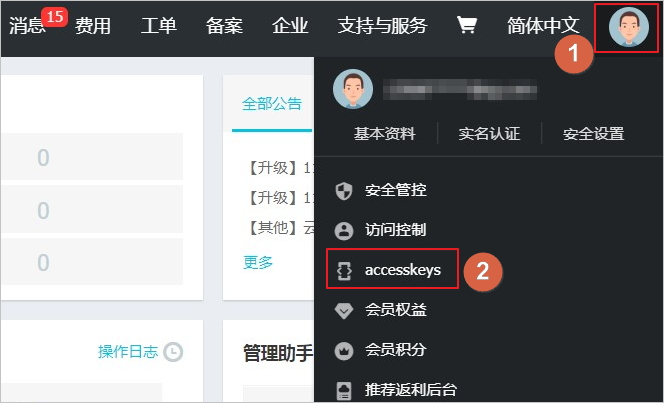 消息 15 费用 工单 备案 企业 支持与服务 简体中文
1
基本资料 实名认证 安全设置
全部公告
0
【升级】1
安全管控
0
【升级】1
访问控制
【其他】云
0
更多
accesskeys 2
会员权益
会员积分
操作日志
管理助手
推荐返利后台